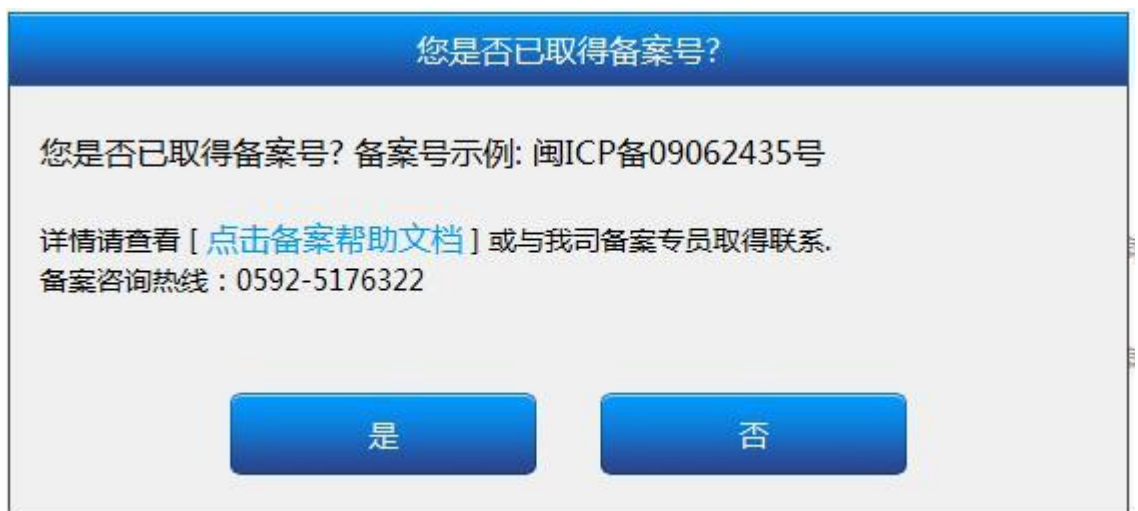 您是否已取得备案号?
您是否已取得备案号? 备案号示例: 闽ICP备09062435号
详情请查看 [ 点击备案帮助文档 ] 或与我司备案专员取得联系.
备案咨询热线：0592-5176322
是
否